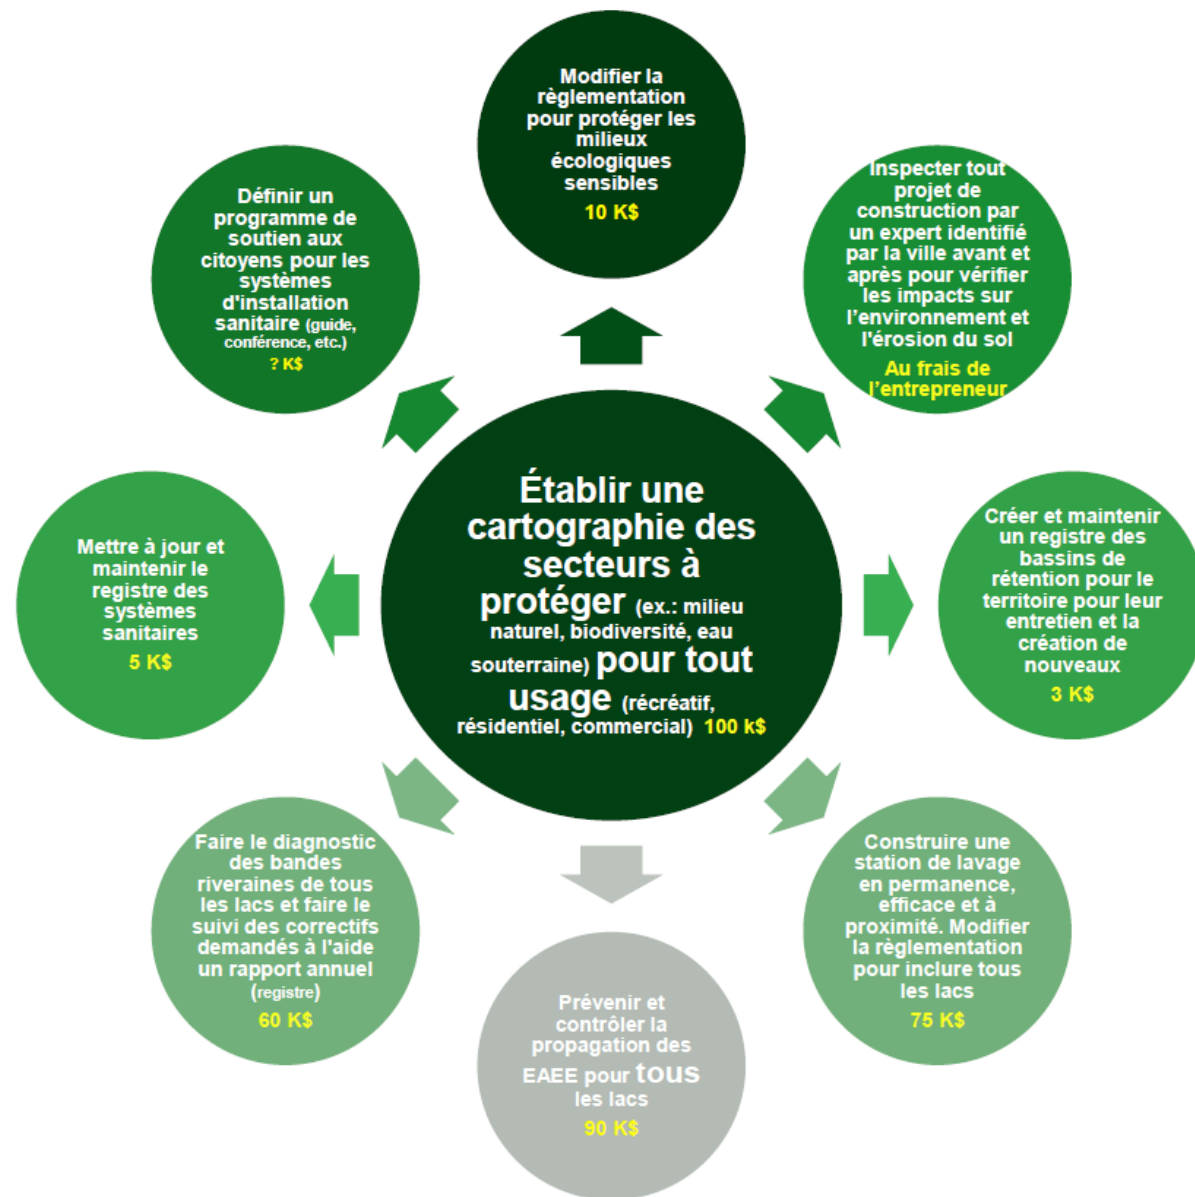 Modifier la
règlementation
pour protéger les
milieux
écologiques
sensibles
10 K$
Inspecter tout
projet de
construction par
un expert identifié
par la ville avant et
après pour vérifier
les impacts sur
l’environnement et
l'érosion du sol
Au frais de
l’entrepreneur
Créer et maintenir
un registre des
bassins de
rétention pour le
territoire pour leur
entretien et la
création de
nouveaux
3 K$
Construire une
station de lavage
en permanence,
efficace et à
proximité. Modifier
la règlementation
pour inclure tous
les lacs
75 K$
Prévenir et
contrôler la
propagation des
EAEE pour tous
les lacs
90 K$
Faire le diagnostic
des bandes
riveraines de tous
les lacs et faire le
suivi des correctifs
demandés à l'aide
un rapport annuel
(registre)
60 K$
Mettre à jour et
maintenir le
registre des
systèmes
sanitaires
5 K$
Définir un
programme de
soutien aux
citoyens pour les
systèmes
d'installation
sanitaire (guide,
conférence, etc.)
? K$
Établir une
cartographie des
secteurs à
protéger (ex.: milieu
naturel, biodiversité, eau
souterraine) pour tout
usage (récréatif,
résidentiel, commercial) 100 k$